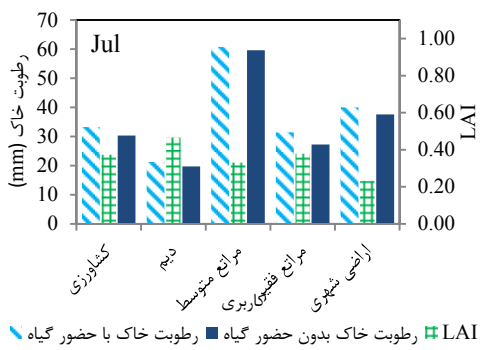 Jul
70
60
50
40
30
20
10
0
رطوبت خاک (mm)
1.00
0.80
0.60
0.40
0.20
0.00
LAI
کشاورزی
دیم
مراتع متوسط
مراتع فقیر
اراضی شهری
کاربری
رطوبت خاک با حضور گیاه رطوبت خاک بدون حضور گیاه LAI